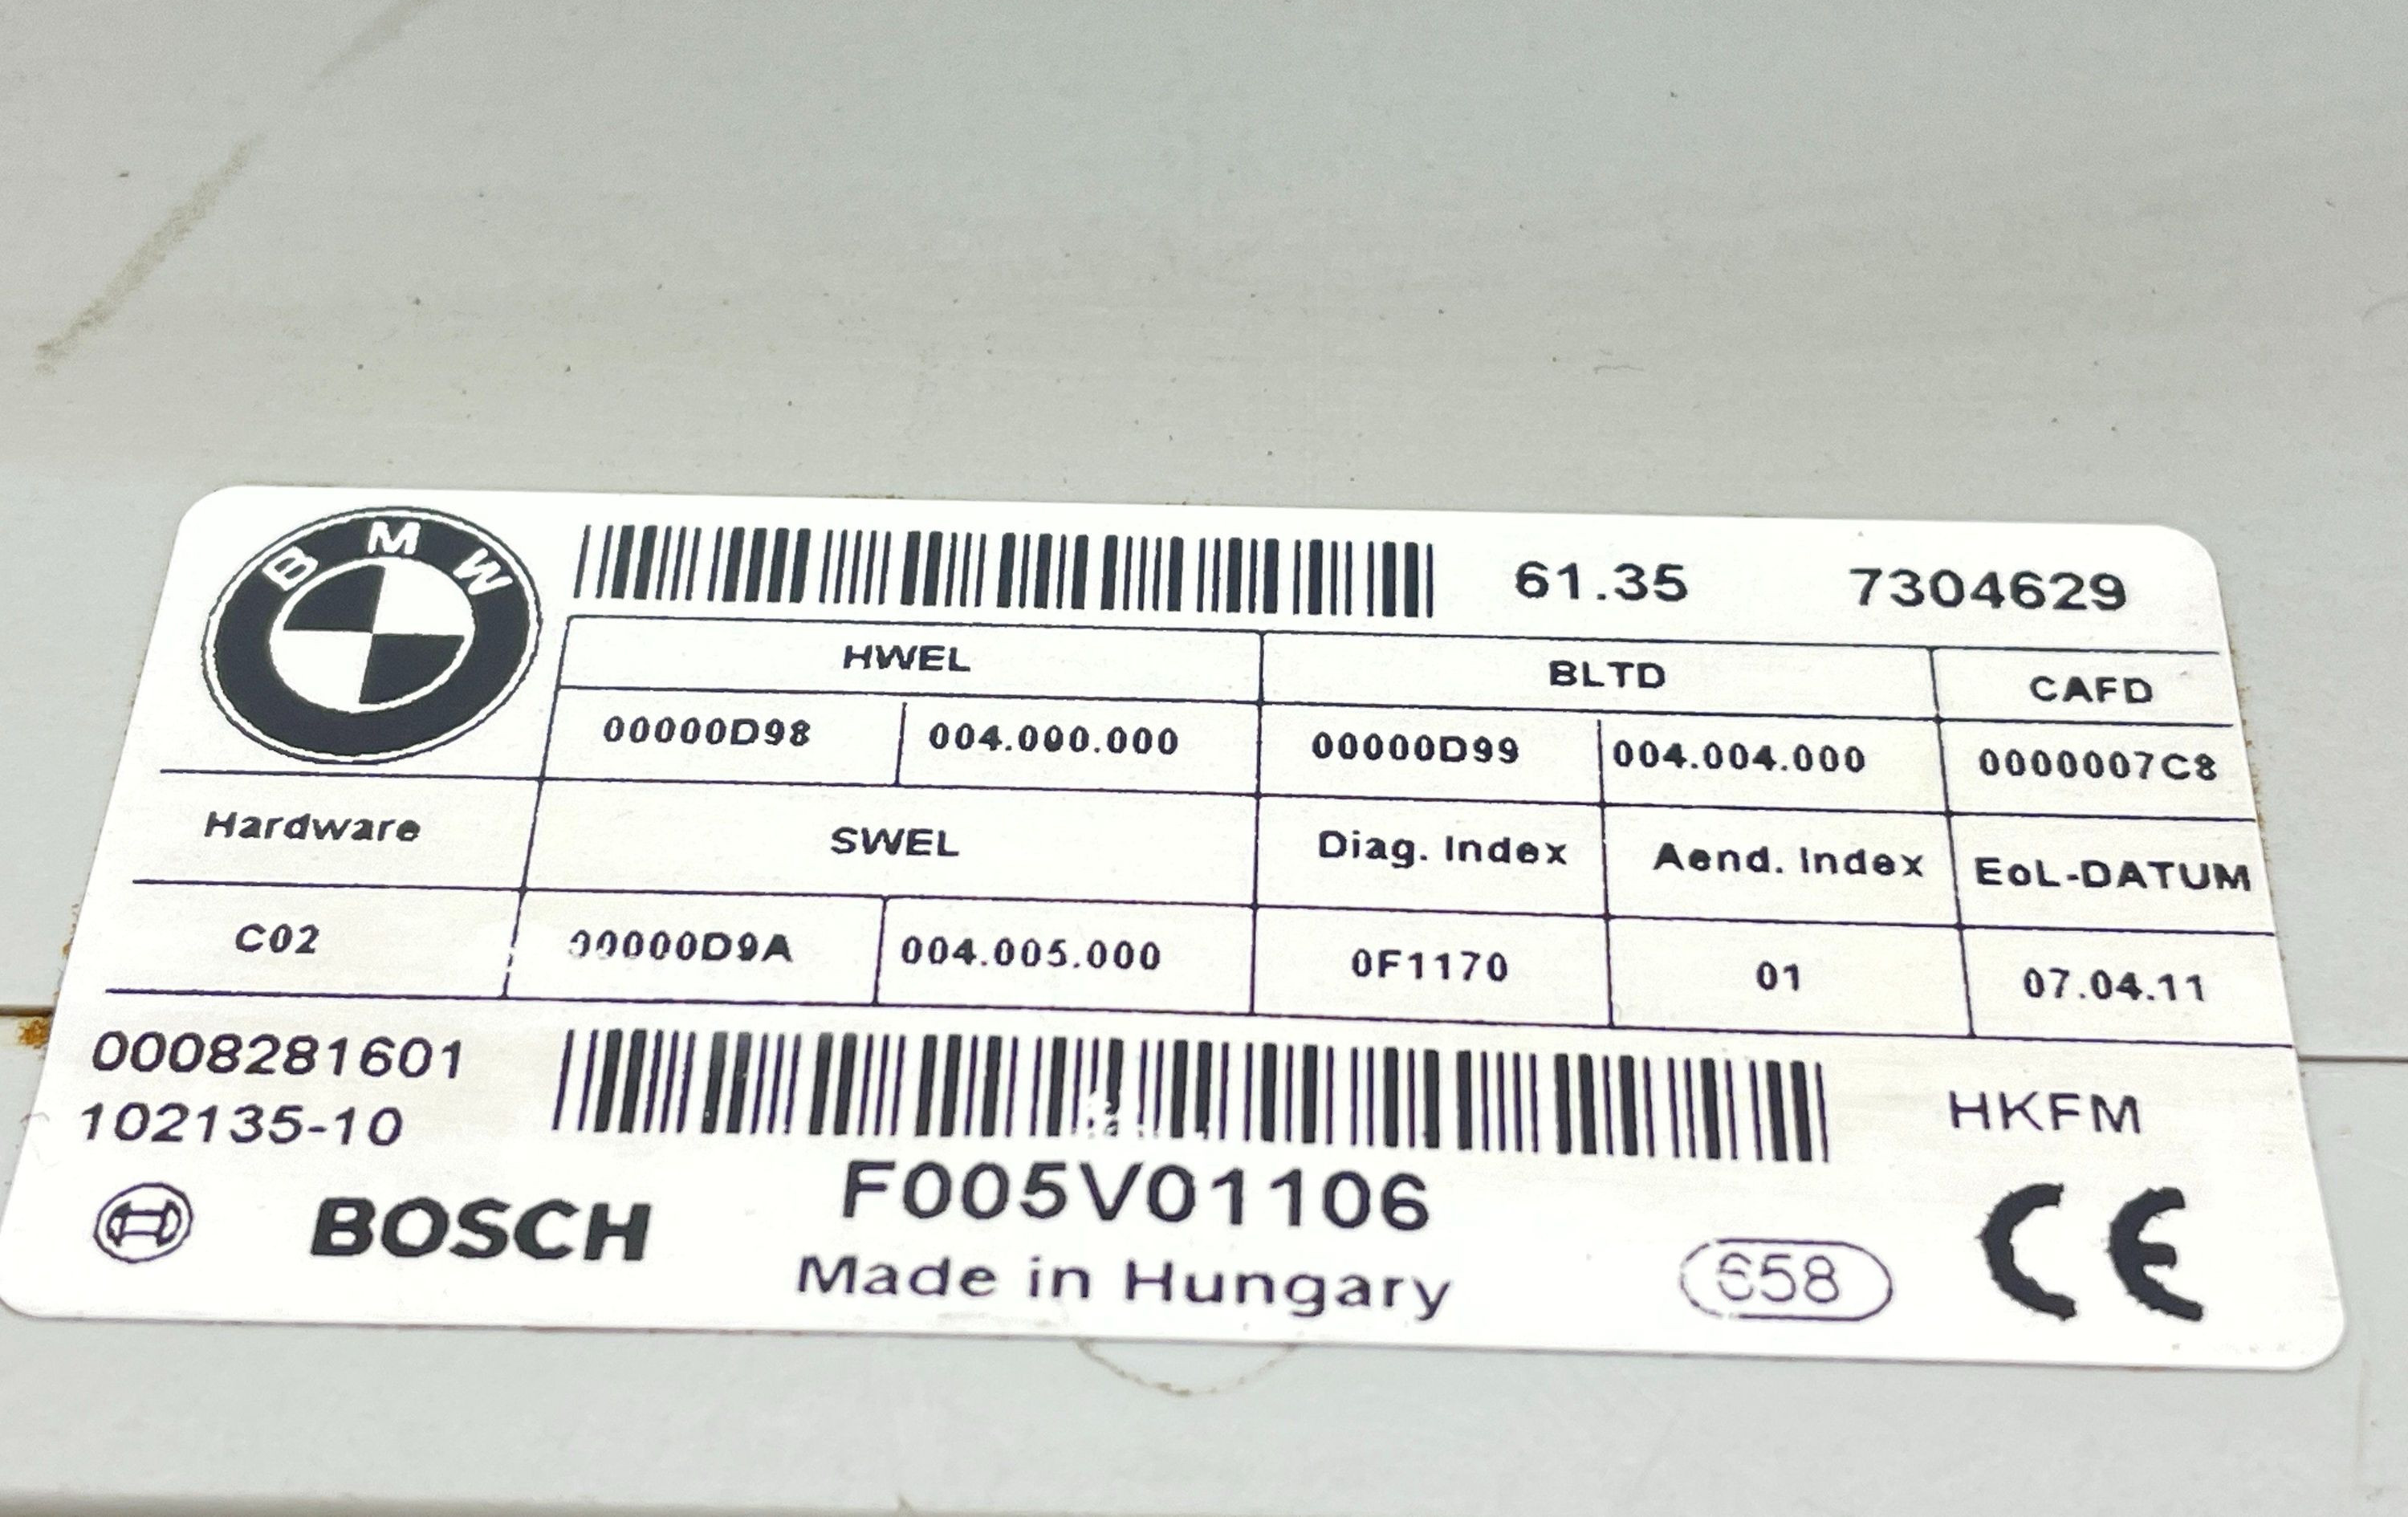 BMW
61.35 7304629
HWEL BLTD CAFD
00000D98 004.000.000 00000D99 004.004.000 0000007C8
Hardware SWEL Diag. Index Aend. Index EoL-DATUM
C02 00000D9A 004.005.000 0F1170 01 07.04.11
0008281601
102135-10
HKFM
BOSCH
F005V01106
Made in Hungary
658
CE